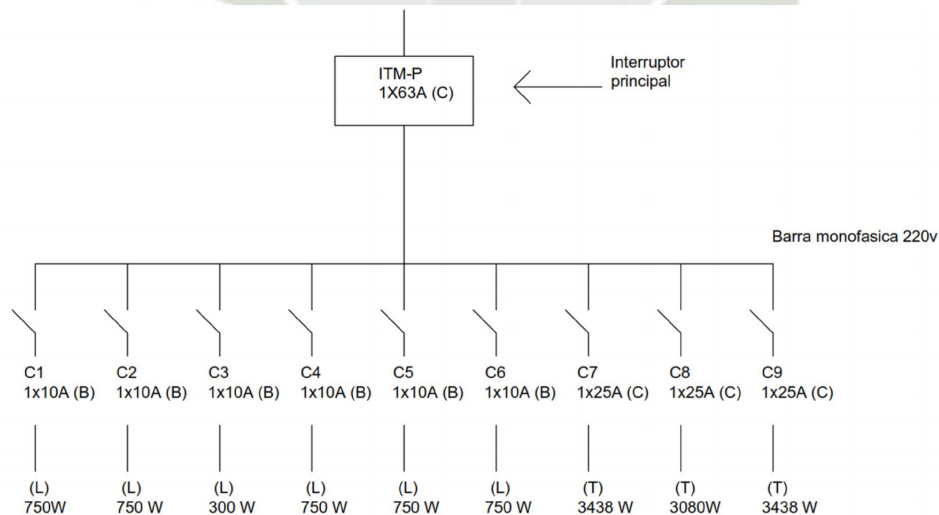 ITM-P
1X63A (C)
Interruptor
principal
Barra monofasica 220v
C1
1x10A (B)
C2
1x10A (B)
C3
1x10A (B)
C4
1x10A (B)
C5
1x10A (B)
C6
1x10A (B)
C7
1x25A (C)
C8
1x25A (C)
C9
1x25A (C)
(L)
750W
(L)
750 W
(L)
300 W
(L)
750 W
(L)
750 W
(L)
750 W
(T)
3438 W
(T)
3080W
(T)
3438 W